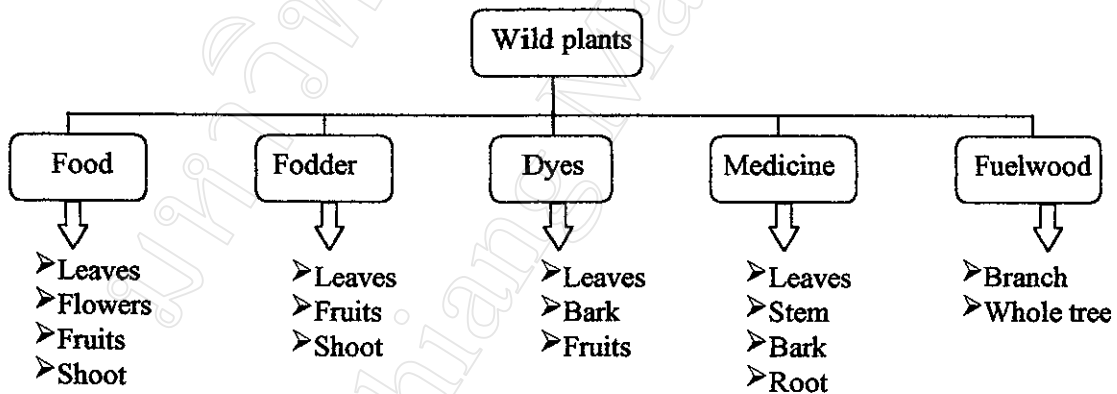 Wild plants
Food
Fodder
Dyes
Medicine
Fuelwood
➢Leaves
➢Flowers
➢Fruits
➢Shoot
➢Leaves
➢Fruits
➢Shoot
➢Leaves
➢Bark
➢Fruits
➢Leaves
➢Stem
➢Bark
➢Root
➢Branch
➢Whole tree